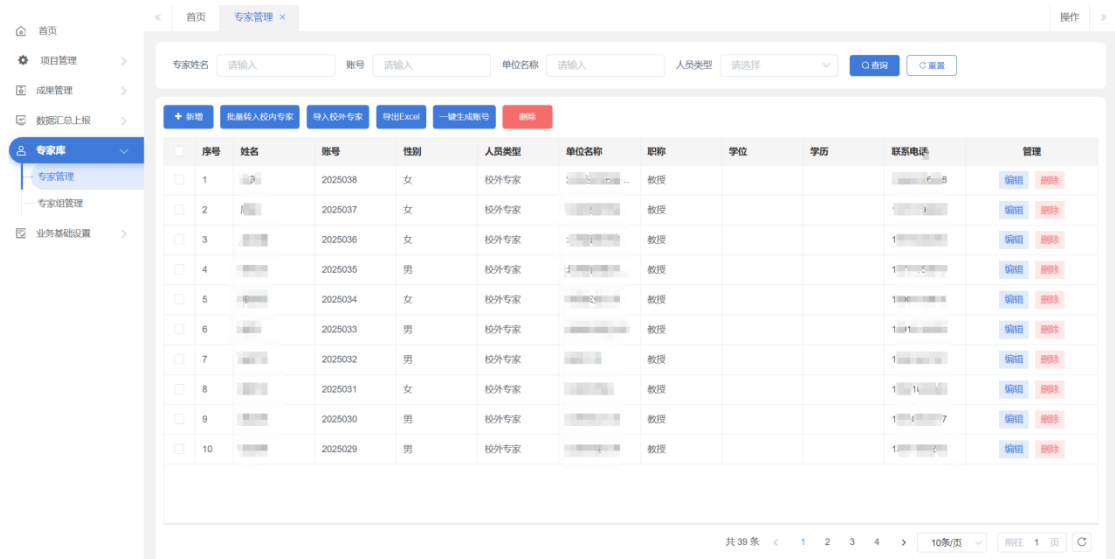 首页 专家管理 × 操作
首页
项目管理
成果管理
数据汇总上报
专家库
专家管理
专家组管理
业务基础设置
专家姓名 请输入 账号 请输入 单位名称 请输入 人员类型 请选择 查询 重置
+ 新增 批量转入校内专家 导入校外专家 导出Excel 一键生成账号 删除
序号 姓名 账号 性别 人员类型 单位名称 职称 学位 学历 联系电话 管理
1 2025038 女 校外专家 教授 编辑 删除
2 2025037 女 校外专家 教授 编辑 删除
3 2025036 女 校外专家 教授 编辑 删除
4 2025035 男 校外专家 教授 编辑 删除
5 2025034 女 校外专家 教授 编辑 删除
6 2025033 男 校外专家 教授 编辑 删除
7 2025032 男 校外专家 教授 编辑 删除
8 2025031 女 校外专家 教授 编辑 删除
9 2025030 男 校外专家 教授 编辑 删除
10 2025029 男 校外专家 教授 编辑 删除
共 39 条 1 2 3 4 10条/页 前往 1 页